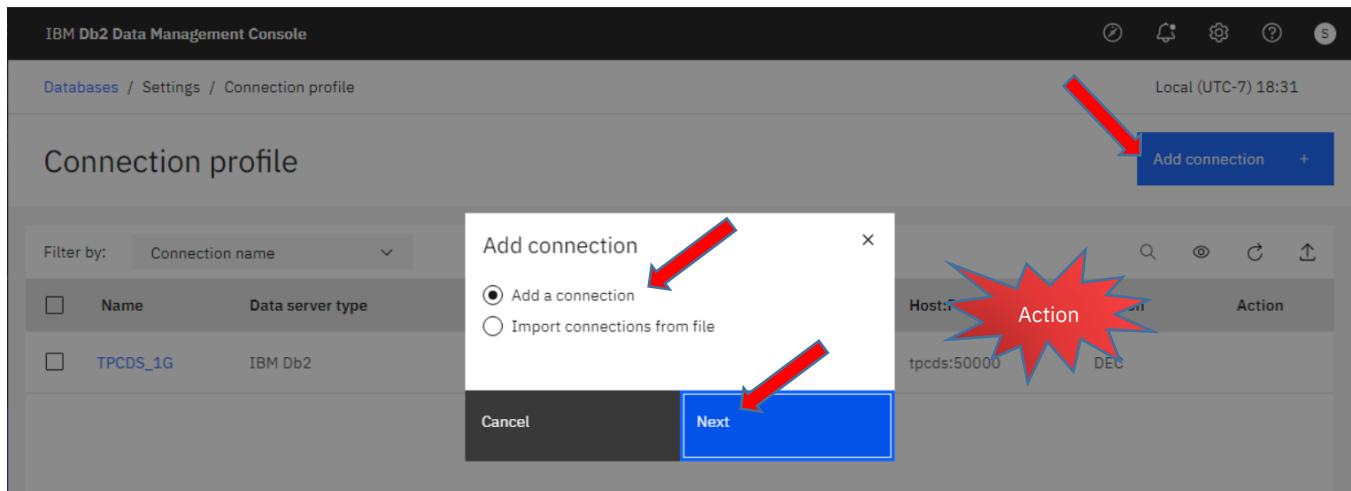 IBM Db2 Data Management Console
S
Databases / Settings / Connection profile
Local (UTC-7) 18:31
Connection profile
Add connection +
Filter by: Connection name
Add connection
Add a connection
Import connections from file
Cancel
Next
Name Data server type Action
Action
TPCDS_1G IBM Db2 tpcds:50000